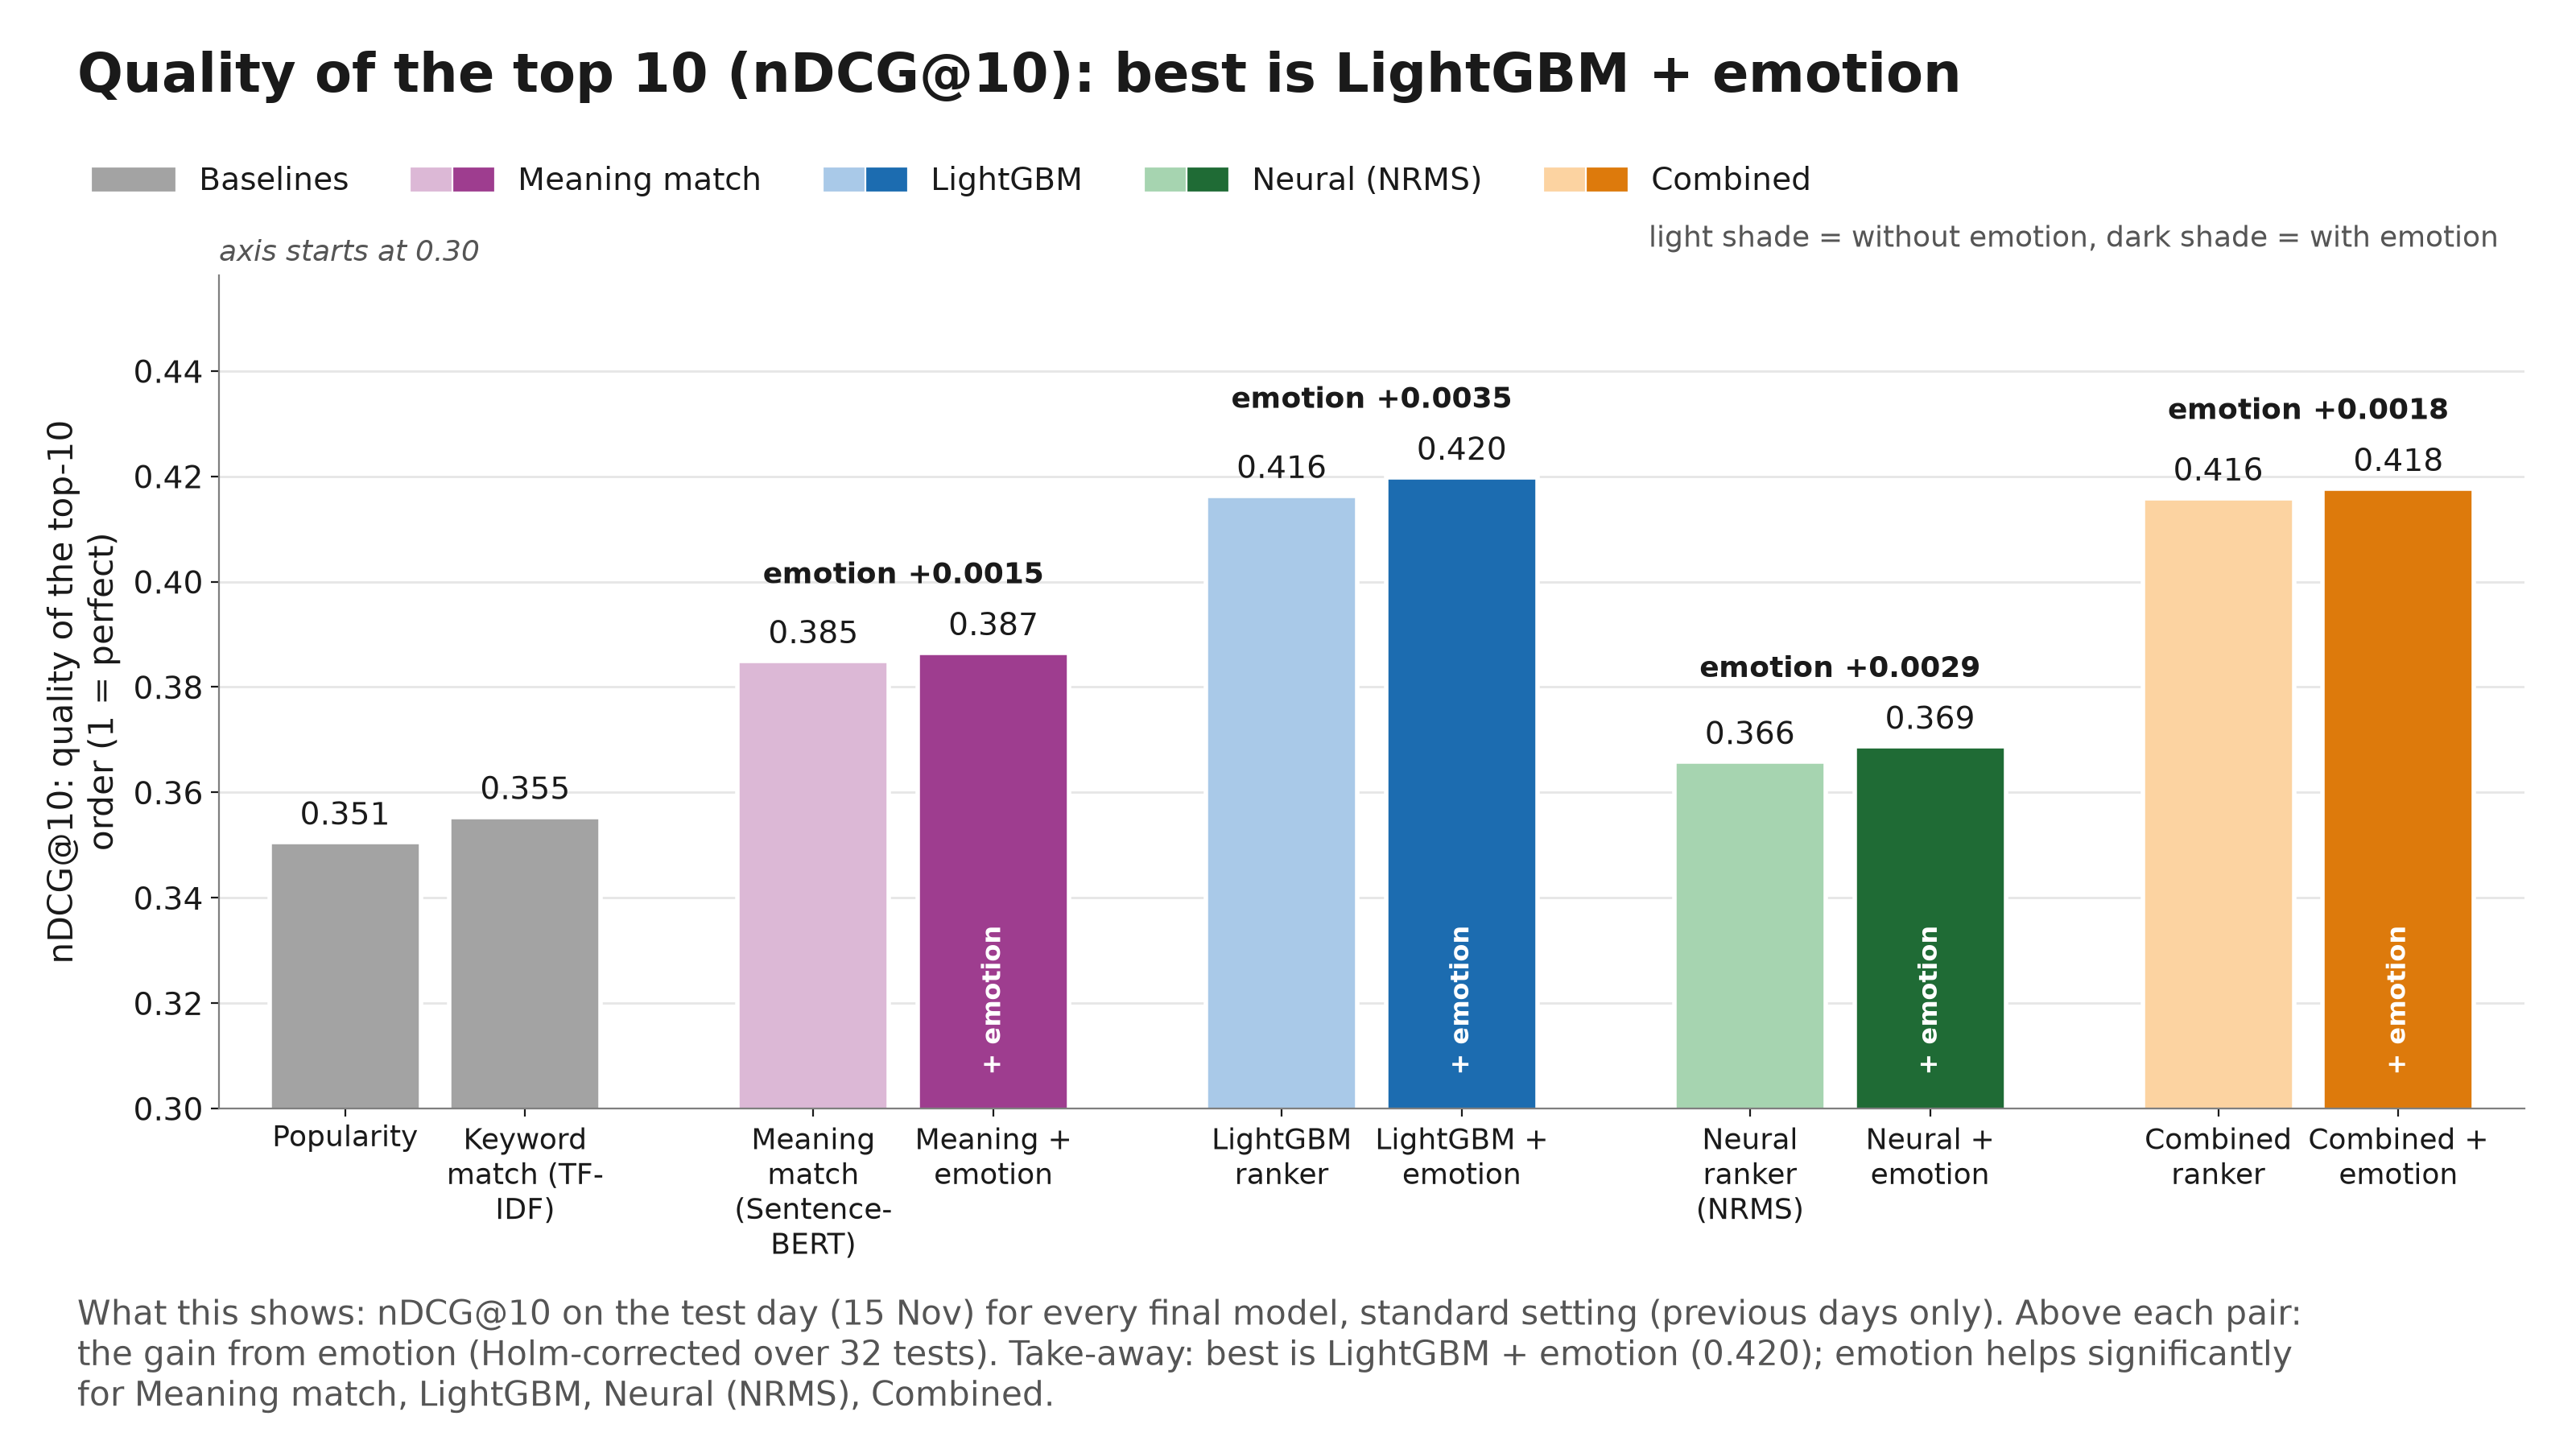 Quality of the top 10 (nDCG@10): best is LightGBM + emotion
Baselines
Meaning match
LightGBM
Neural (NRMS)
Combined
light shade = without emotion, dark shade = with emotion
axis starts at 0.30
nDCG@10: quality of the top-10
order (1 = perfect)
0.44
0.42
0.40
0.38
0.36
0.34
0.32
0.30
0.351
0.355
emotion +0.0015
0.385
0.387
+ emotion
emotion +0.0035
0.416
0.420
+ emotion
emotion +0.0029
0.366
0.369
+ emotion
emotion +0.0018
0.416
0.418
+ emotion
Popularity
Keyword
match (TF-
IDF)
Meaning
match
(Sentence-
BERT)
Meaning +
emotion
LightGBM
ranker
LightGBM +
emotion
Neural
ranker
(NRMS)
Neural +
emotion
Combined
ranker
Combined +
emotion
What this shows: nDCG@10 on the test day (15 Nov) for every final model, standard setting (previous days only). Above each pair:
the gain from emotion (Holm-corrected over 32 tests). Take-away: best is LightGBM + emotion (0.420); emotion helps significantly
for Meaning match, LightGBM, Neural (NRMS), Combined.